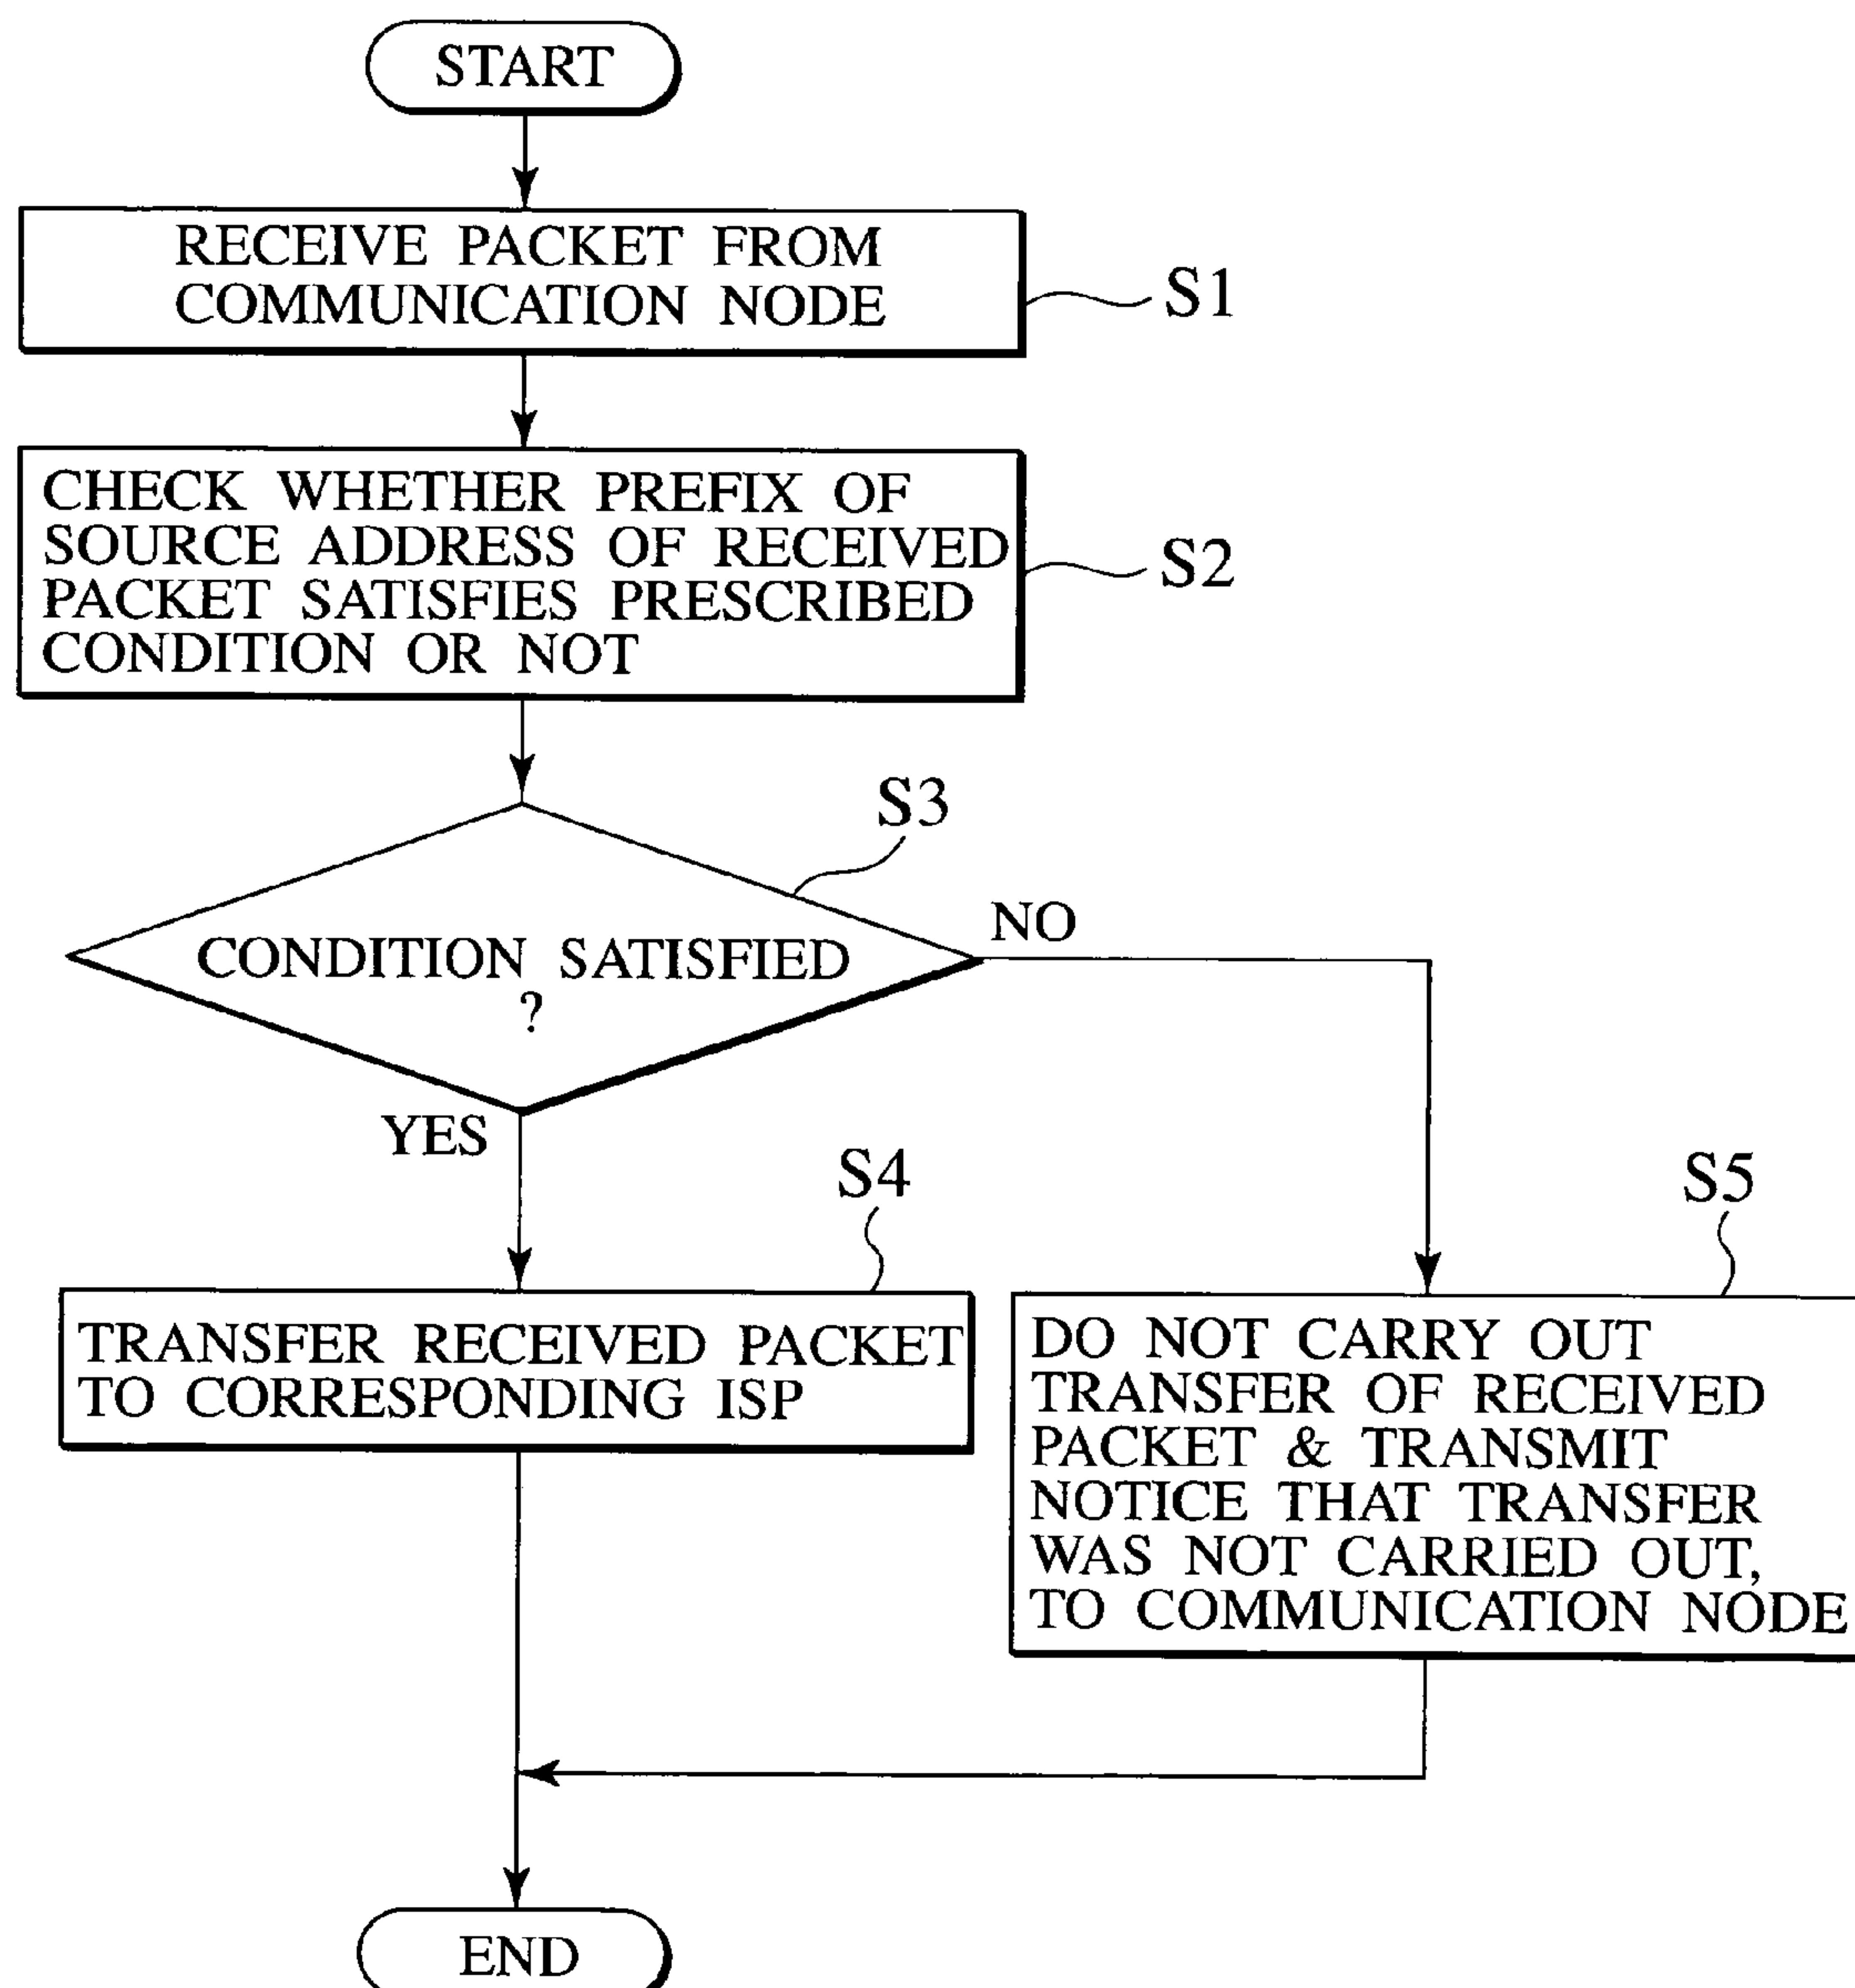 START
RECEIVE PACKET FROM
COMMUNICATION NODE
S1
CHECK WHETHER PREFIX OF
SOURCE ADDRESS OF RECEIVED
PACKET SATISFIES PRESCRIBED
CONDITION OR NOT
S2
S3
CONDITION SATISFIED
?
NO
YES
S4
TRANSFER RECEIVED PACKET
TO CORRESPONDING ISP
S5
DO NOT CARRY OUT
TRANSFER OF RECEIVED
PACKET & TRANSMIT
NOTICE THAT TRANSFER
WAS NOT CARRIED OUT,
TO COMMUNICATION NODE
END